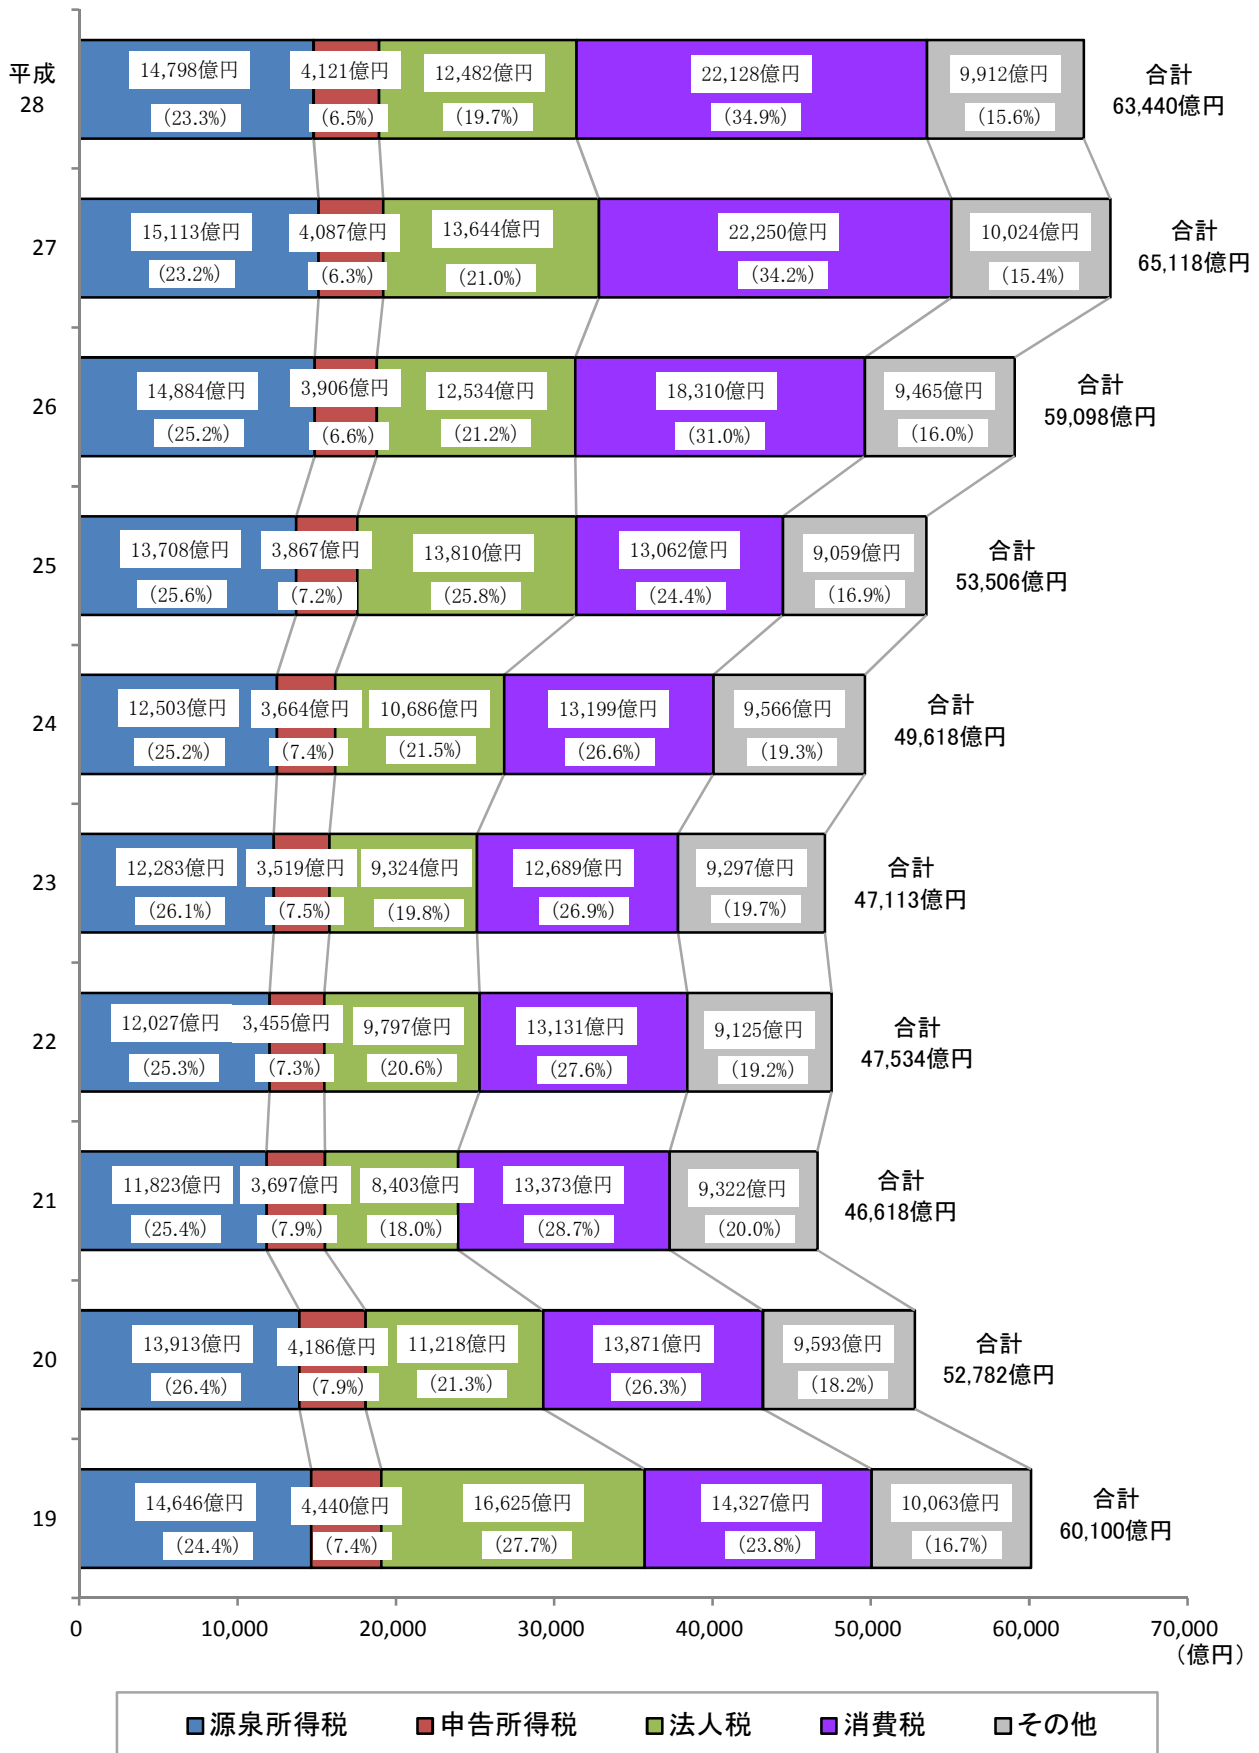 平成
28
14,798億円
4,121億円
12,482億円
22,128億円
9,912億円
合計
63,440億円
(23.3%)
(6.5%)
(19.7%)
(34.9%)
(15.6%)
27
15,113億円
4,087億円
13,644億円
22,250億円
10,024億円
合計
65,118億円
(23.2%)
(6.3%)
(21.0%)
(34.2%)
(15.4%)
26
14,884億円
3,906億円
12,534億円
18,310億円
9,465億円
合計
59,098億円
(25.2%)
(6.6%)
(21.2%)
(31.0%)
(16.0%)
25
13,708億円
3,867億円
13,810億円
13,062億円
9,059億円
合計
53,506億円
(25.6%)
(7.2%)
(25.8%)
(24.4%)
(16.9%)
24
12,503億円
3,664億円
10,686億円
13,199億円
9,566億円
合計
49,618億円
(25.2%)
(7.4%)
(21.5%)
(26.6%)
(19.3%)
23
12,283億円
3,519億円
9,324億円
12,689億円
9,297億円
合計
47,113億円
(26.1%)
(7.5%)
(19.8%)
(26.9%)
(19.7%)
22
12,027億円
3,455億円
9,797億円
13,131億円
9,125億円
合計
47,534億円
(25.3%)
(7.3%)
(20.6%)
(27.6%)
(19.2%)
21
11,823億円
3,697億円
8,403億円
13,373億円
9,322億円
合計
46,618億円
(25.4%)
(7.9%)
(18.0%)
(28.7%)
(20.0%)
20
13,913億円
4,186億円
11,218億円
13,871億円
9,593億円
合計
52,782億円
(26.4%)
(7.9%)
(21.3%)
(26.3%)
(18.2%)
19
14,646億円
4,440億円
16,625億円
14,327億円
10,063億円
合計
60,100億円
(24.4%)
(7.4%)
(27.7%)
(23.8%)
(16.7%)
0 10,000 20,000 30,000 40,000 50,000 60,000 70,000
(億円)
源泉所得税 申告所得税 法人税 消費税 その他